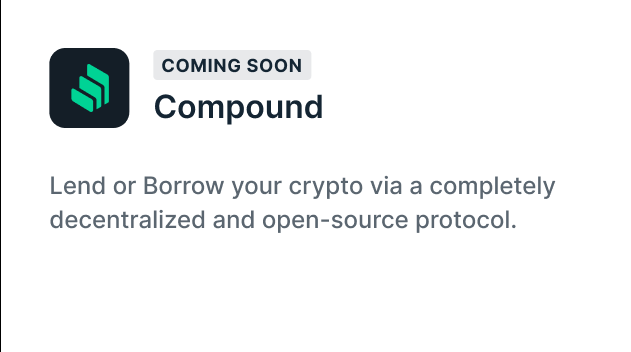 COMING SOON
Compound
Lend or Borrow your crypto via a completely
decentralized and open-source protocol.